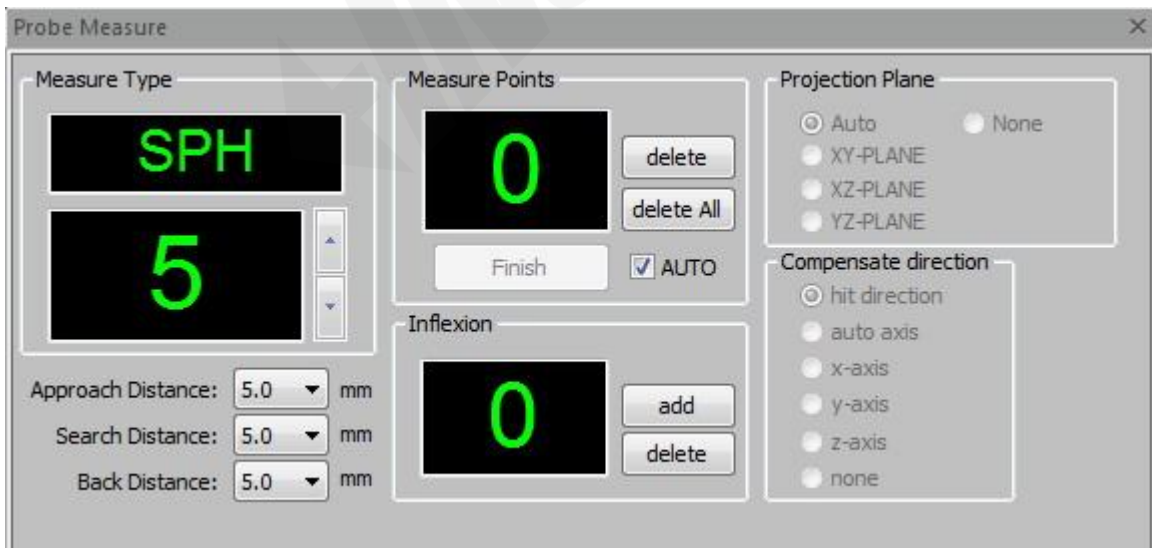 Probe Measure
Measure Type
SPH
5
Approach Distance: 5.0 mm
Search Distance: 5.0 mm
Back Distance: 5.0 mm
Measure Points
0
delete
delete All
Finish
AUTO
Inflexion
0
add
delete
Projection Plane
Auto None
XY-PLANE
XZ-PLANE
YZ-PLANE
Compensate direction
hit direction
auto axis
x-axis
y-axis
z-axis
none